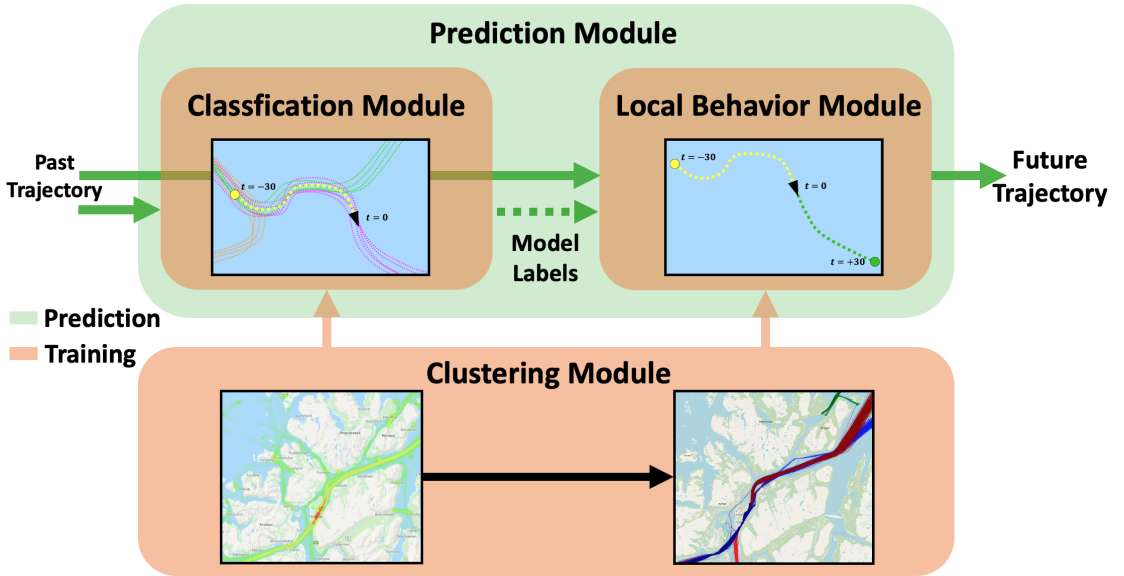 Prediction Module
Classfication Module
Local Behavior Module
t = −30
t = 0
t = −30
t = 0
t = +30
Past
Trajectory
Model
Labels
Future
Trajectory
Prediction
Training
Clustering Module